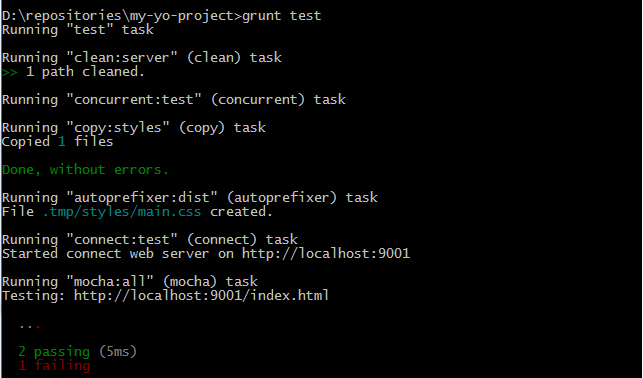 D:\repositories\my-yo-project>grunt test
Running "test" task
Running "clean:server" (clean) task
>> 1 path cleaned.
Running "concurrent:test" (concurrent) task
Running "copy:styles" (copy) task
Copied 1 files
Done, without errors.
Running "autoprefixer:dist" (autoprefixer) task
File .tmp/styles/main.css created.
Running "connect:test" (connect) task
Started connect web server on http://localhost:9001
Running "mocha:all" (mocha) task
Testing: http://localhost:9001/index.html
...
2 passing (5ms)
1 failing